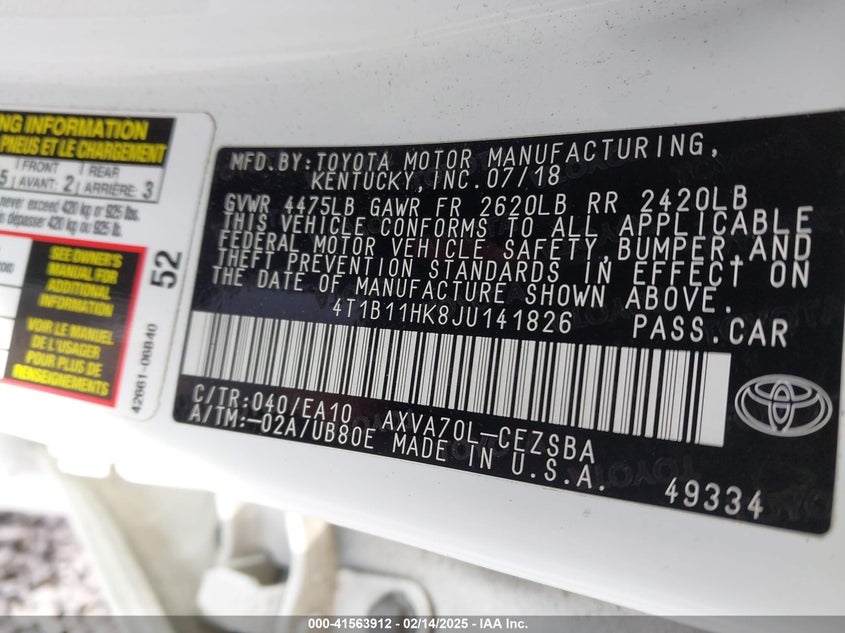 NG INFORMATION
PNEUS ET LE CHARGEMENT
5 FRONT AVANT: 2 REAR ARRIÈRE: 3
never exceed 420 kg or 925 lbs.
dépasser 420 kg ou 925 lb.
SEE OWNER'S
MANUAL FOR
ADDITIONAL
INFORMATION
VOIR LE MANUEL
DE L'USAGER
POUR PLUS DE
RENSEIGNEMENTS
52
42661-06B40
MFD.BY:TOYOTA MOTOR MANUFACTURING,
KENTUCKY,INC.07/18
GVWR 4475LB GAWR FR 2620LB RR 2420LB
THIS VEHICLE CONFORMS TO ALL APPLICABLE
FEDERAL MOTOR VEHICLE SAFETY,BUMPER,AND
THEFT PREVENTION STANDARDS IN EFFECT ON
THE DATE OF MANUFACTURE SHOWN ABOVE.
4T1B11HK8JU141826 PASS.CAR
C/TR:040/EA10 AXVA70L-CEZSBA
A/TM:-02A/UB80E MADE IN U.S.A.
49334
000-41563912 - 02/14/2025 - IAA Inc.